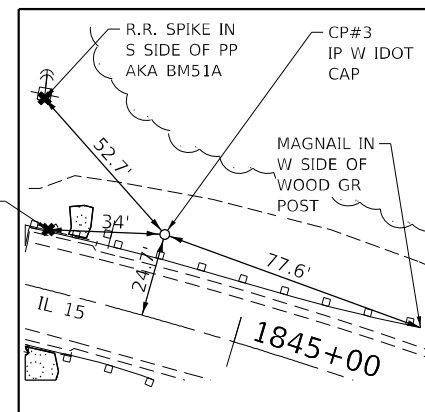 R.R. SPIKE IN
S SIDE OF PP
AKA BM51A
CP#3
IP W IDOT
CAP
MAGNAIL IN
W SIDE OF
WOOD GR
POST
52.7'
34'
24.7'
77.6'
IL 15
1845+00